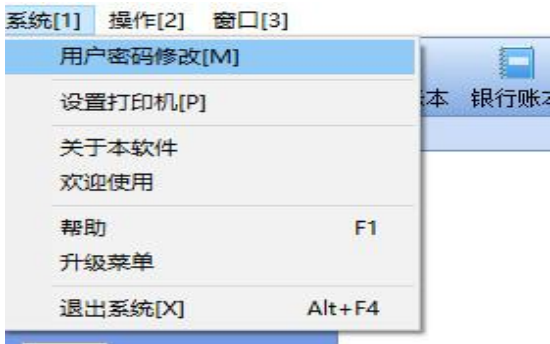 系统[1] 操作[2] 窗口[3]
用户密码修改[M]
本 银行账
设置打印机[P]
关于本软件
欢迎使用
帮助 F1
升级菜单
退出系统[X] Alt+F4